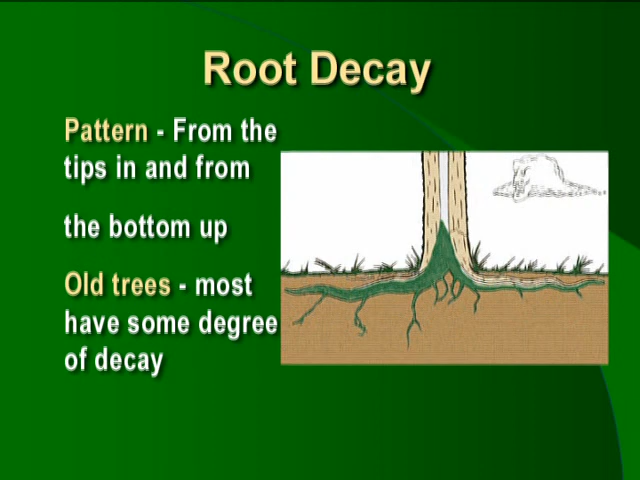 Root Decay
Pattern - From the
tips in and from
the bottom up
Old trees - most
have some degree
of decay